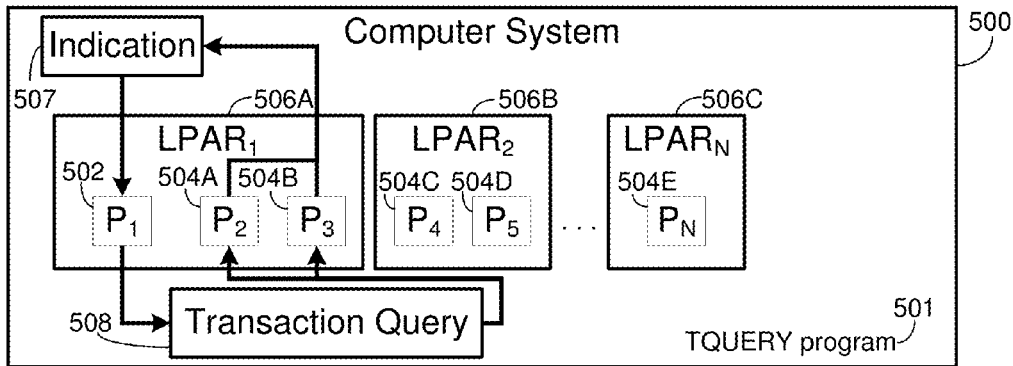 Computer System
500
Indication
507
506A
506B
506C
LPAR₁
LPAR₂
LPARN
502
504A
504B
504C
504D
504E
P₁
P₂
P₃
P₄
P₅
. . .
PN
508
Transaction Query
501
TQUERY program